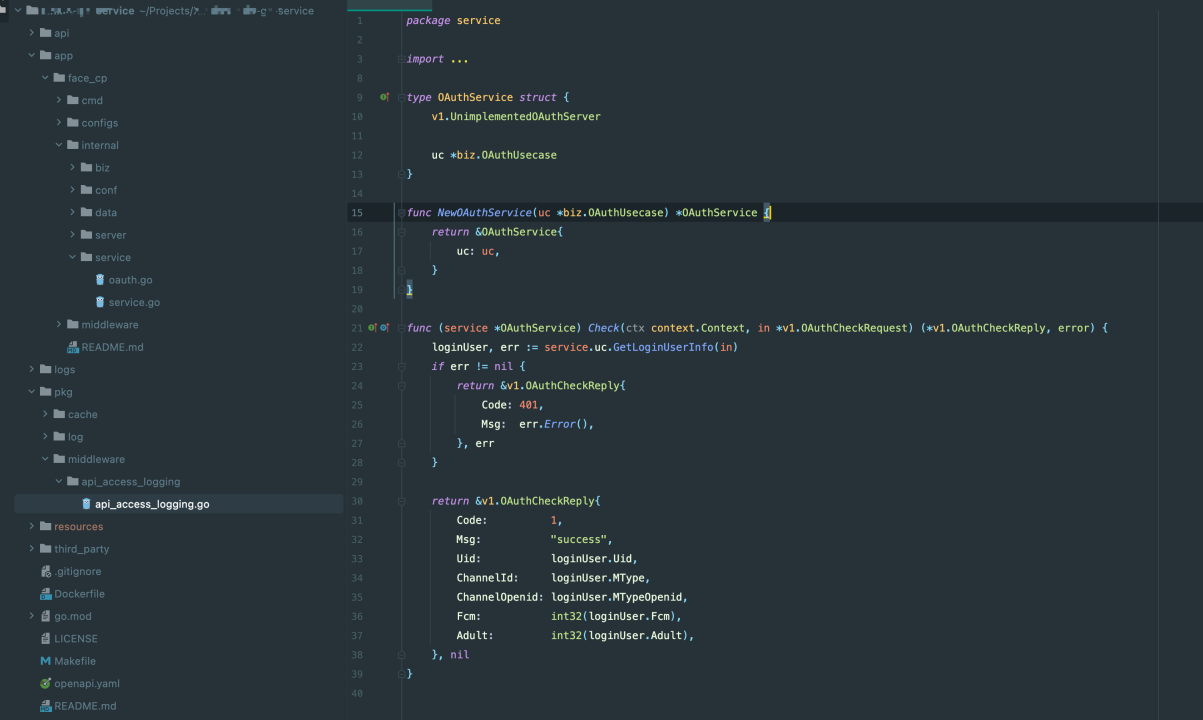 service ~/Projects/ -service
api
app
face_cp
cmd
configs
internal
biz
conf
data
server
service
oauth.go
service.go
middleware
README.md
logs
pkg
cache
log
middleware
api_access_logging
api_access_logging.go
resources
third_party
.gitignore
Dockerfile
go.mod
LICENSE
Makefile
openapi.yaml
README.md
1 package service
2
3 import ...
8
9 type OAuthService struct {
10 v1.UnimplementedOAuthServer
11
12 uc *biz.OAuthUsecase
13 }
14
15 func NewOAuthService(uc *biz.OAuthUsecase) *OAuthService {
16 return &OAuthService{
17 uc: uc,
18 }
19 }
20
21 func (service *OAuthService) Check(ctx context.Context, in *v1.OAuthCheckRequest) (*v1.OAuthCheckReply, error) {
22 loginUser, err := service.uc.GetLoginUserInfo(in)
23 if err != nil {
24 return &v1.OAuthCheckReply{
25 Code: 401,
26 Msg: err.Error(),
27 }, err
28 }
29
30 return &v1.OAuthCheckReply{
31 Code: 1,
32 Msg: "success",
33 Uid: loginUser.Uid,
34 ChannelId: loginUser.MType,
35 ChannelOpenid: loginUser.MTypeOpenid,
36 Fcm: int32(loginUser.Fcm),
37 Adult: int32(loginUser.Adult),
38 }, nil
39 }
40